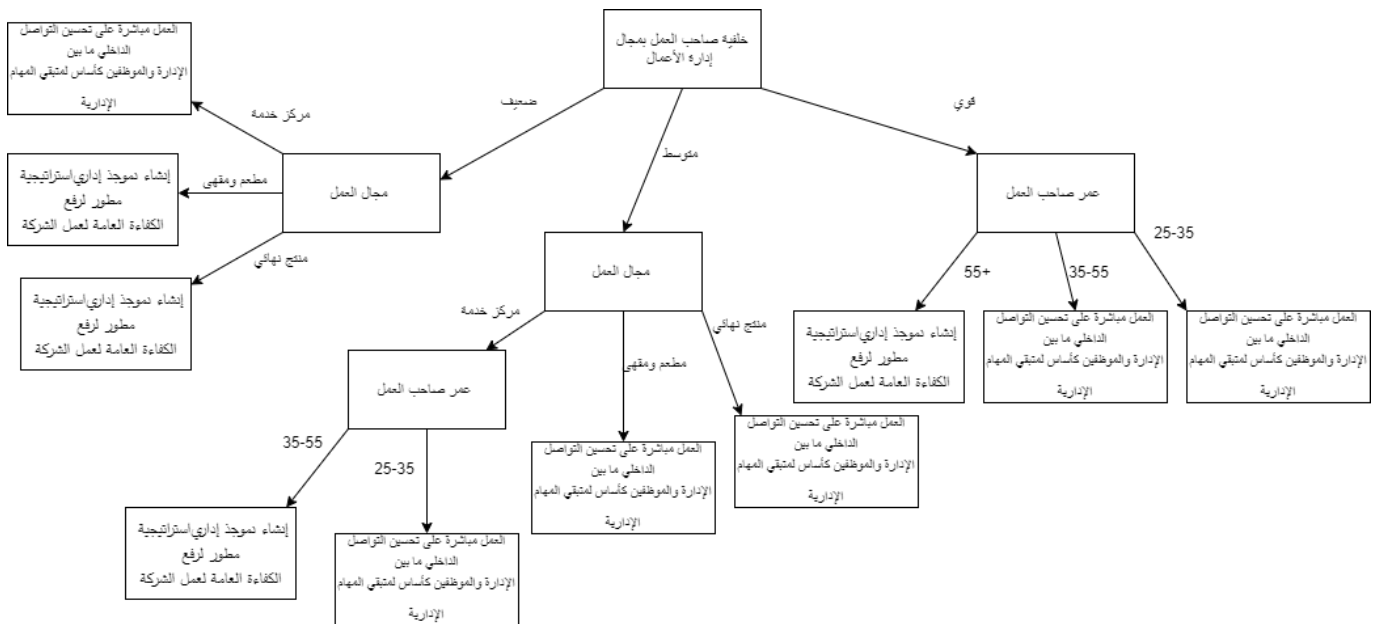 خلفية صاحب العمل بمجال
إدارة الأعمال
ضعيف
متوسط
قوي
العمل مباشرة على تحسين التواصل
الداخلي ما بين
الإدارة والموظفين كأساس لمتبقي المهام
الإدارية
مركز خدمة
مجال العمل
مطعم ومقهى
إنشاء نموجذ إداري/استراتيجية
مطور لرفع
الكفاءة العامة لعمل الشركة
منتج نهائي
إنشاء نموجذ إداري/استراتيجية
مطور لرفع
الكفاءة العامة لعمل الشركة
عمر صاحب العمل
25-35
35-55
55+
العمل مباشرة على تحسين التواصل
الداخلي ما بين
الإدارة والموظفين كأساس لمتبقي المهام
الإدارية
العمل مباشرة على تحسين التواصل
الداخلي ما بين
الإدارة والموظفين كأساس لمتبقي المهام
الإدارية
إنشاء نموجذ إداري/استراتيجية
مطور لرفع
الكفاءة العامة لعمل الشركة
مجال العمل
منتج نهائي
مطعم ومقهى
مركز خدمة
العمل مباشرة على تحسين التواصل
الداخلي ما بين
الإدارة والموظفين كأساس لمتبقي المهام
الإدارية
العمل مباشرة على تحسين التواصل
الداخلي ما بين
الإدارة والموظفين كأساس لمتبقي المهام
الإدارية
عمر صاحب العمل
35-55
25-35
إنشاء نموجذ إداري/استراتيجية
مطور لرفع
الكفاءة العامة لعمل الشركة
العمل مباشرة على تحسين التواصل
الداخلي ما بين
الإدارة والموظفين كأساس لمتبقي المهام
الإدارية